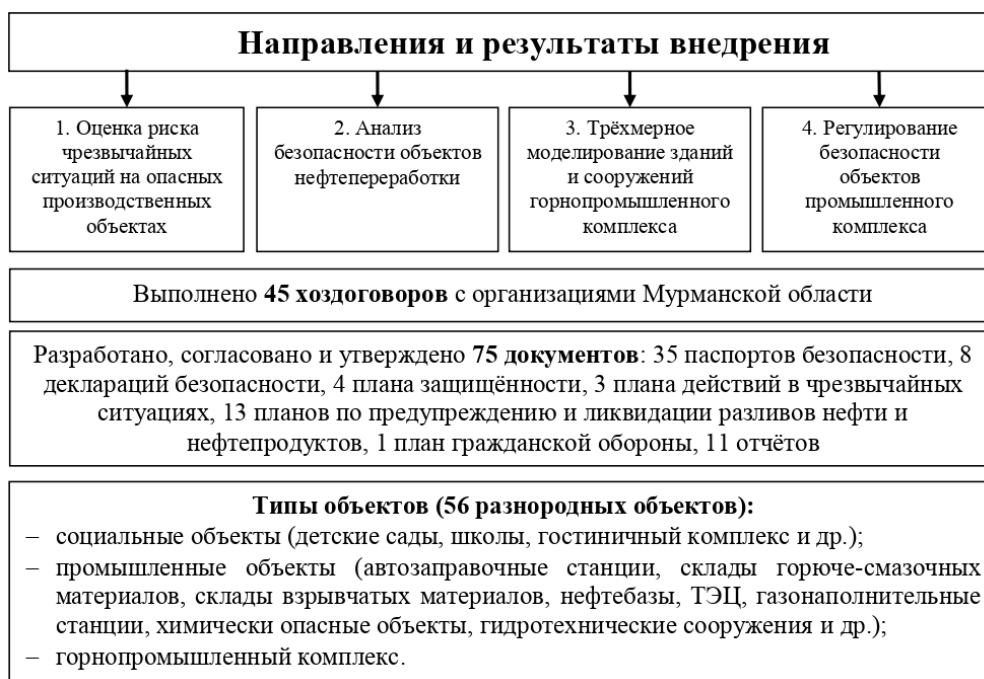 Направления и результаты внедрения
1. Оценка риска
чрезвычайных
ситуаций на опасных
производственных
объектах
2. Анализ
безопасности объектов
нефтепереработки
3. Трёхмерное
моделирование зданий
и сооружений
горнопромышленного
комплекса
4. Регулирование
безопасности
объектов
промышленного
комплекса
Выполнено 45 хоздоговоров с организациями Мурманской области
Разработано, согласовано и утверждено 75 документов: 35 паспортов безопасности, 8
деклараций безопасности, 4 плана защищённости, 3 плана действий в чрезвычайных
ситуациях, 13 планов по предупреждению и ликвидации разливов нефти и
нефтепродуктов, 1 план гражданской обороны, 11 отчётов
Типы объектов (56 разнородных объектов):
– социальные объекты (детские сады, школы, гостиничный комплекс и др.);
– промышленные объекты (автозаправочные станции, склады горюче-смазочных
материалов, склады взрывчатых материалов, нефтебазы, ТЭЦ, газонаполнительные
станции, химически опасные объекты, гидротехнические сооружения и др.);
– горнопромышленный комплекс.